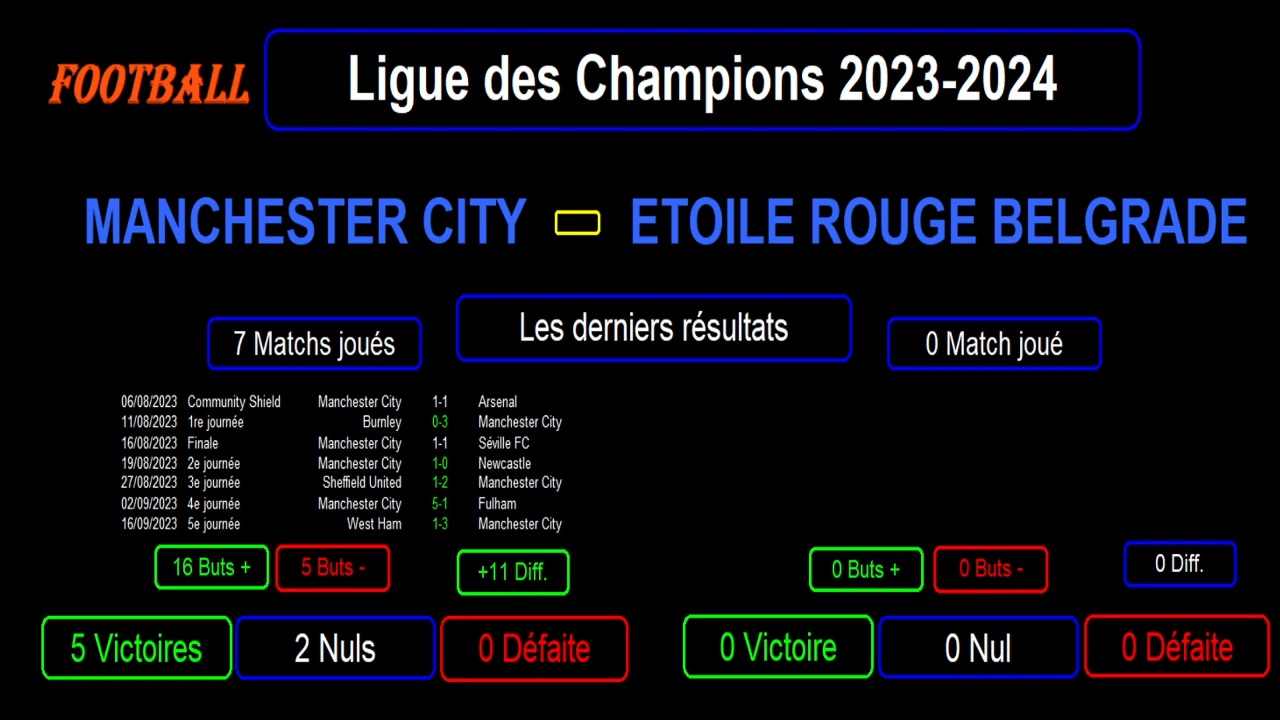 FOOTBALL
Ligue des Champions 2023-2024
MANCHESTER CITY - ETOILE ROUGE BELGRADE
Les derniers résultats
7 Matchs joués
0 Match joué
06/08/2023 Community Shield Manchester City 1-1 Arsenal
11/08/2023 1re journée Burnley 0-3 Manchester City
16/08/2023 Finale Manchester City 1-1 Séville FC
19/08/2023 2e journée Manchester City 1-0 Newcastle
27/08/2023 3e journée Sheffield United 1-2 Manchester City
02/09/2023 4e journée Manchester City 5-1 Fulham
16/09/2023 5e journée West Ham 1-3 Manchester City
16 Buts + 5 Buts - +11 Diff.
0 Buts + 0 Buts - 0 Diff.
5 Victoires 2 Nuls 0 Défaite
0 Victoire 0 Nul 0 Défaite